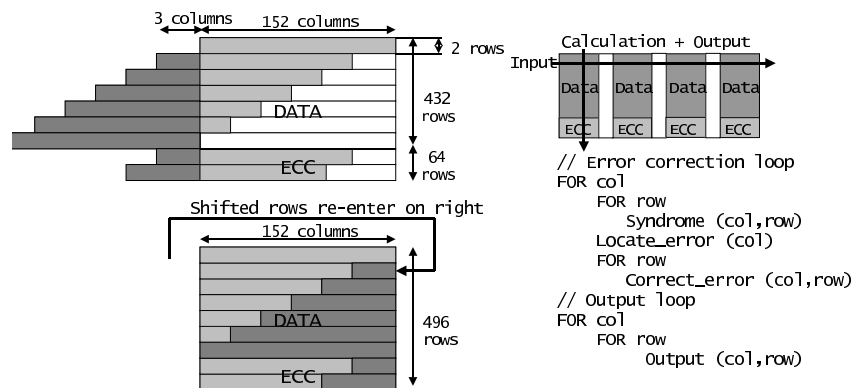 3 columns
152 columns
2 rows
432
rows
DATA
64
rows
ECC
Shifted rows re-enter on right
152 columns
DATA
496
rows
ECC
Calculation + Output
Input
Data Data Data Data
ECC ECC ECC ECC
// Error correction loop
FOR col
FOR row
Syndrome (col,row)
Locate_error (col)
FOR row
Correct_error (col,row)
// Output loop
FOR col
FOR row
Output (col,row)